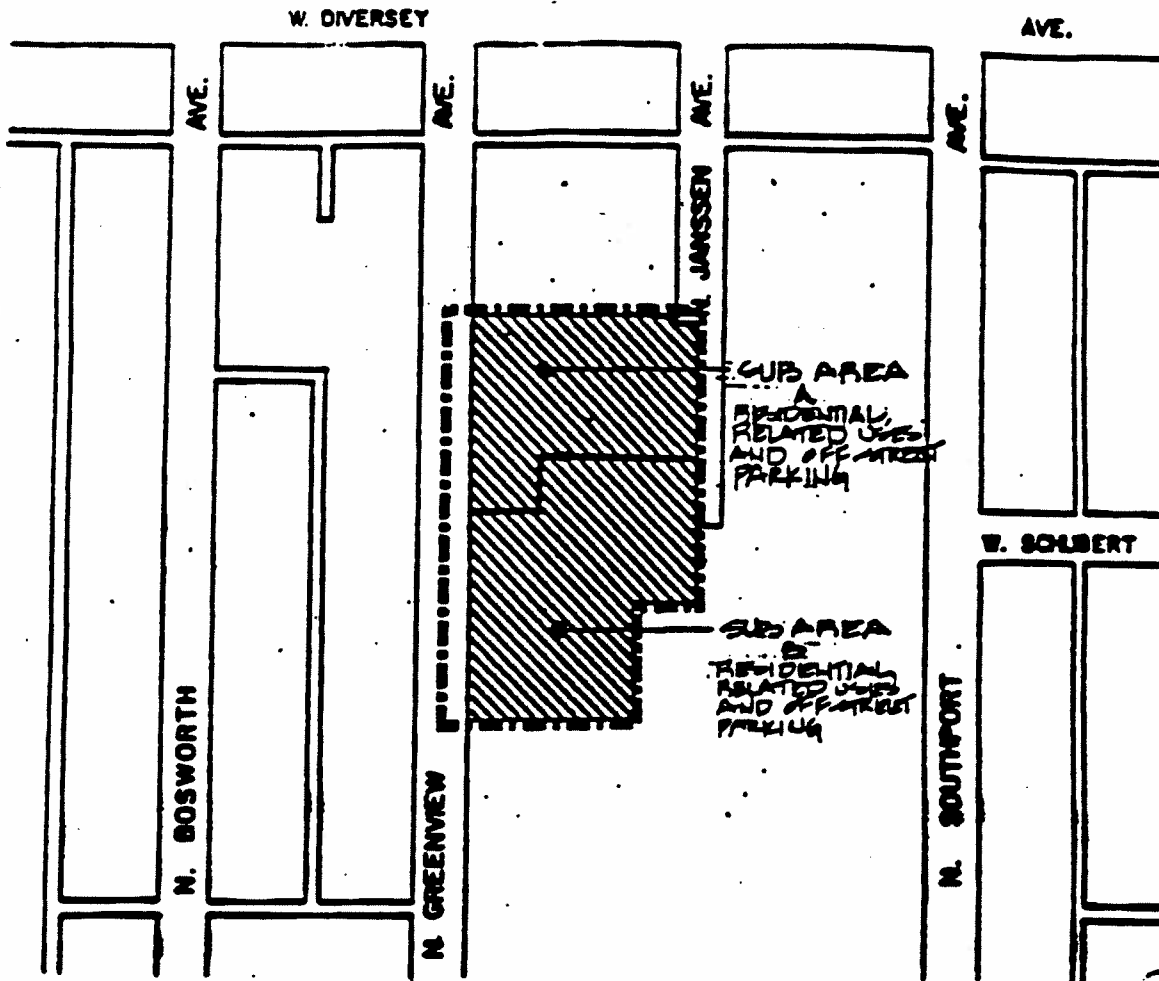 W. DIVERSEY
AVE.
AVE.
AVE.
AVE.
AVE.
N. JANSSEN
SUB AREA
A
RESIDENTIAL,
RELATED USES
AND OFF STREET
PARKING
W. SCHUBERT
SUB AREA
B
RESIDENTIAL,
RELATED USES
AND OFF-STREET
PARKING
N. BOSWORTH
N. GREENVIEW
N. SOUTHPORT